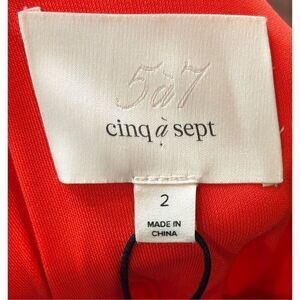 5à7
cinq à sept
2
MADE IN
CHINA